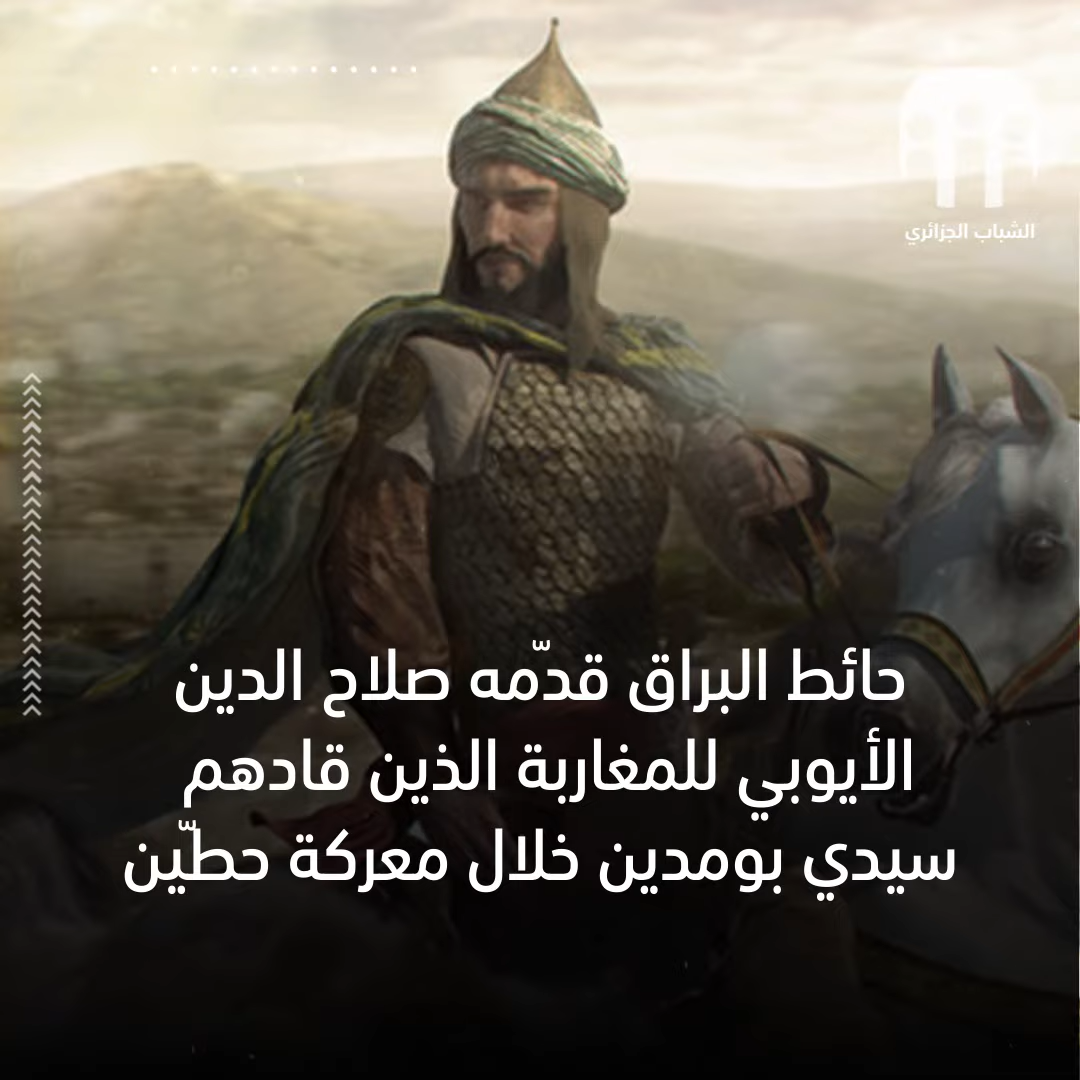 الشباب الجزائري
حائط البراق قدّمه صلاح الدين
الأيوبي للمغاربة الذين قادهم
سيدي بومدين خلال معركة حطّين